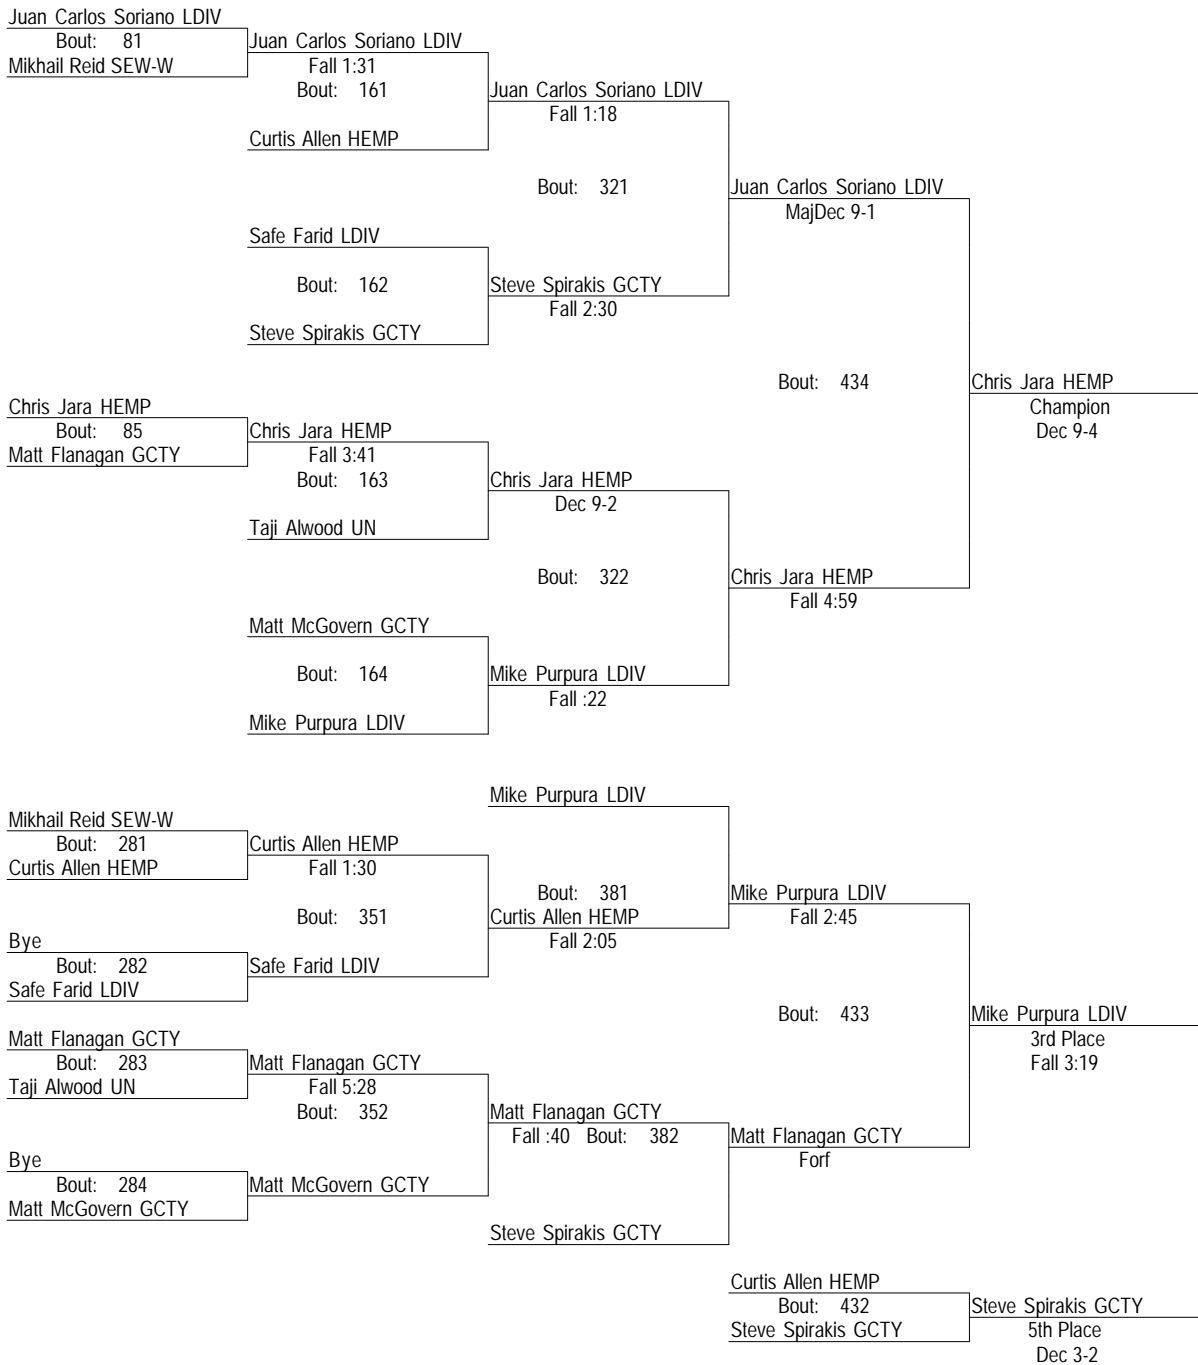 Juan Carlos Soriano LDIV
Bout: 81
Juan Carlos Soriano LDIV
Mikhail Reid SEW-W
Fall 1:31
Bout: 161
Juan Carlos Soriano LDIV
Fall 1:18
Curtis Allen HEMP
Bout: 321
Juan Carlos Soriano LDIV
MajDec 9-1
Safe Farid LDIV
Bout: 162
Steve Spirakis GCTY
Fall 2:30
Steve Spirakis GCTY
Bout: 434
Chris Jara HEMP
Champion
Dec 9-4
Chris Jara HEMP
Bout: 85
Chris Jara HEMP
Matt Flanagan GCTY
Fall 3:41
Bout: 163
Chris Jara HEMP
Dec 9-2
Taji Alwood UN
Bout: 322
Chris Jara HEMP
Fall 4:59
Matt McGovern GCTY
Bout: 164
Mike Purpura LDIV
Fall :22
Mike Purpura LDIV
Mike Purpura LDIV
Mikhail Reid SEW-W
Bout: 281
Curtis Allen HEMP
Curtis Allen HEMP
Fall 1:30
Bout: 381
Mike Purpura LDIV
Fall 2:45
Bout: 351
Curtis Allen HEMP
Fall 2:05
Bye
Bout: 282
Safe Farid LDIV
Safe Farid LDIV
Bout: 433
Mike Purpura LDIV
3rd Place
Fall 3:19
Matt Flanagan GCTY
Bout: 283
Matt Flanagan GCTY
Taji Alwood UN
Fall 5:28
Bout: 352
Matt Flanagan GCTY
Fall :40 Bout: 382
Matt Flanagan GCTY
Forf
Bye
Bout: 284
Matt McGovern GCTY
Matt McGovern GCTY
Steve Spirakis GCTY
Curtis Allen HEMP
Bout: 432
Steve Spirakis GCTY
Steve Spirakis GCTY
5th Place
Dec 3-2